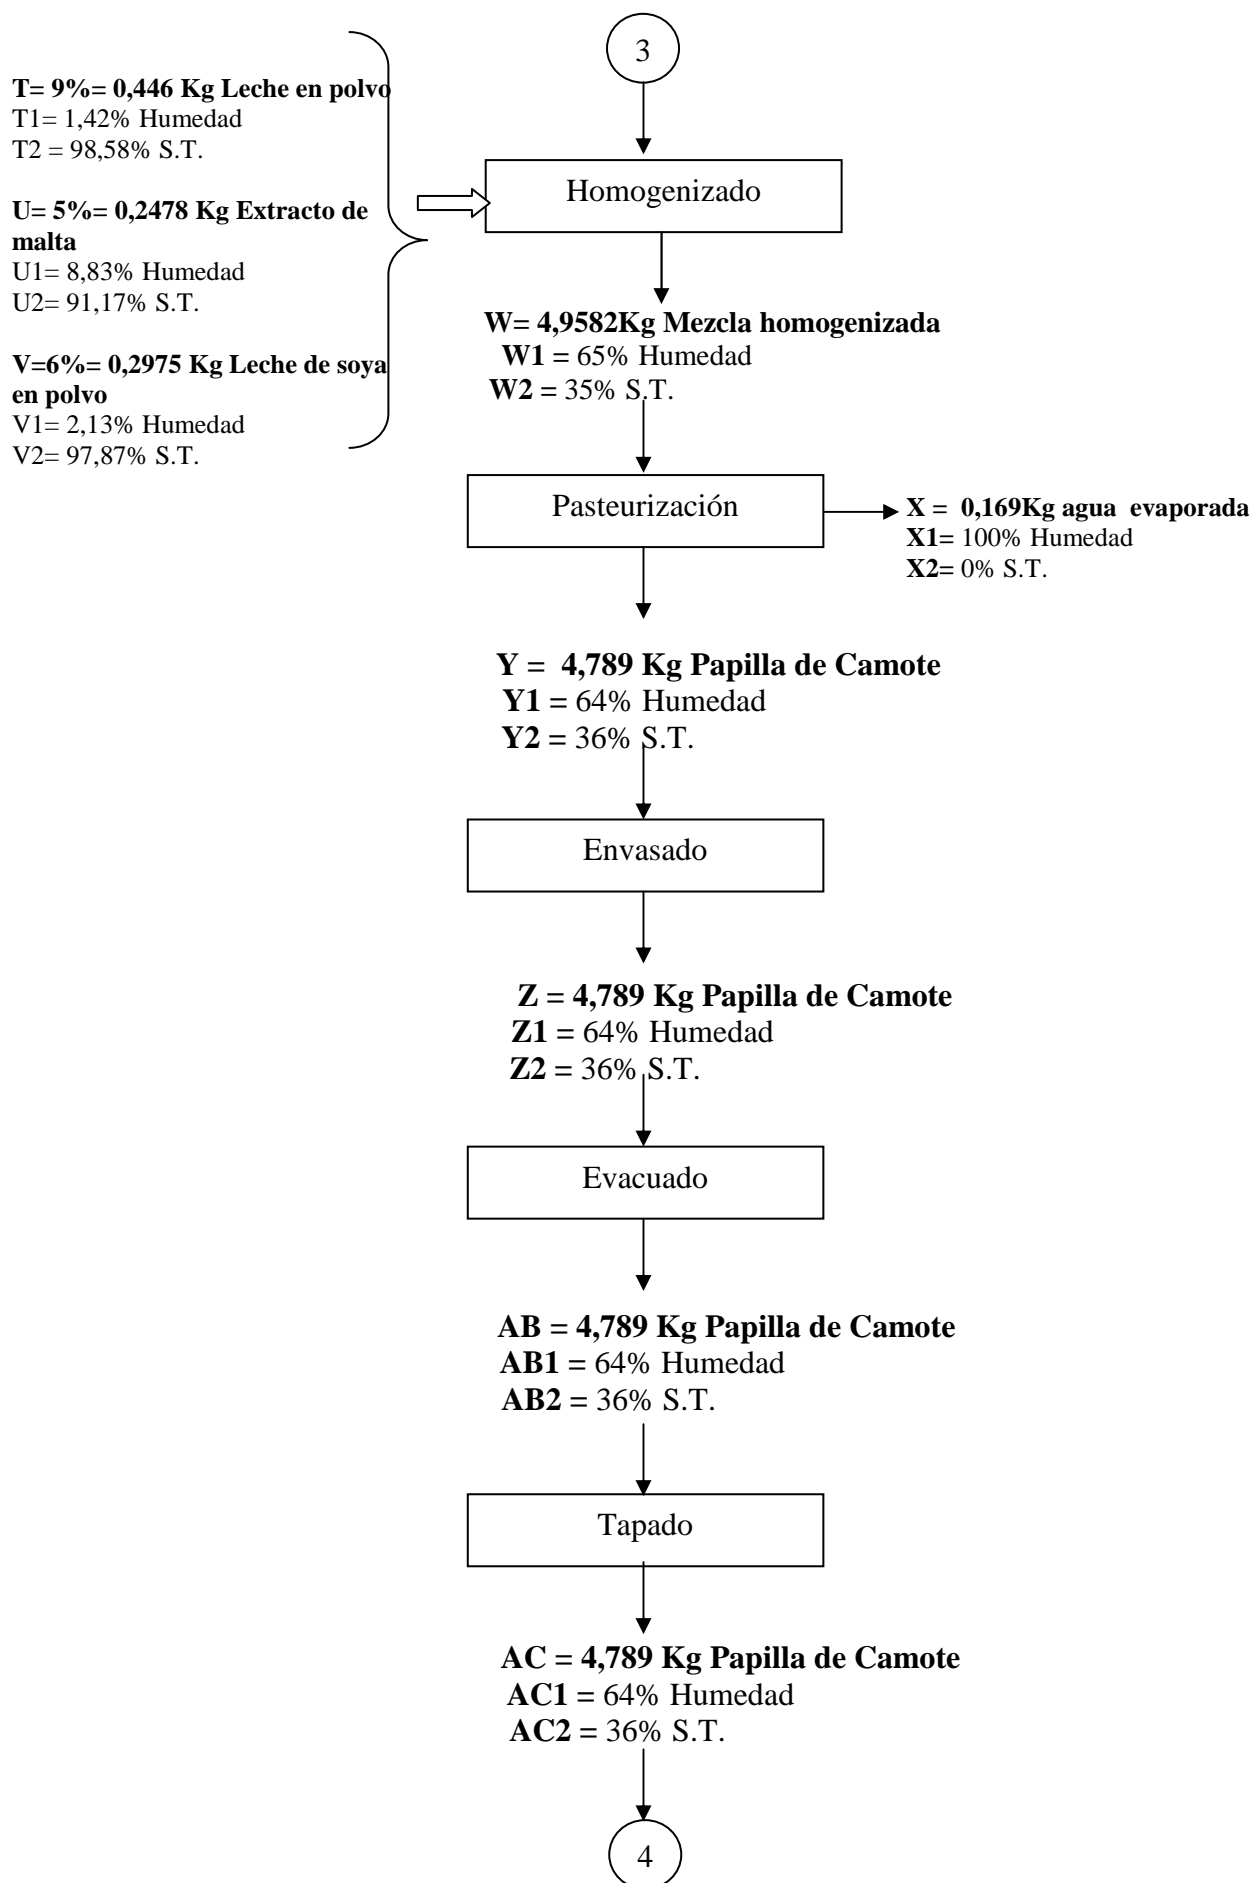 3
T= 9%= 0,446 Kg Leche en polvo
T1= 1,42% Humedad
T2 = 98,58% S.T.
U= 5%= 0,2478 Kg Extracto de
malta
U1= 8,83% Humedad
U2= 91,17% S.T.
V=6%= 0,2975 Kg Leche de soya
en polvo
V1= 2,13% Humedad
V2= 97,87% S.T.
Homogenizado
W= 4,9582Kg Mezcla homogenizada
W1 = 65% Humedad
W2 = 35% S.T.
Pasteurización
X = 0,169Kg agua evaporada
X1= 100% Humedad
X2= 0% S.T.
Y = 4,789 Kg Papilla de Camote
Y1 = 64% Humedad
Y2 = 36% S.T.
Envasado
Z = 4,789 Kg Papilla de Camote
Z1 = 64% Humedad
Z2 = 36% S.T.
Evacuado
AB = 4,789 Kg Papilla de Camote
AB1 = 64% Humedad
AB2 = 36% S.T.
Tapado
AC = 4,789 Kg Papilla de Camote
AC1 = 64% Humedad
AC2 = 36% S.T.
4